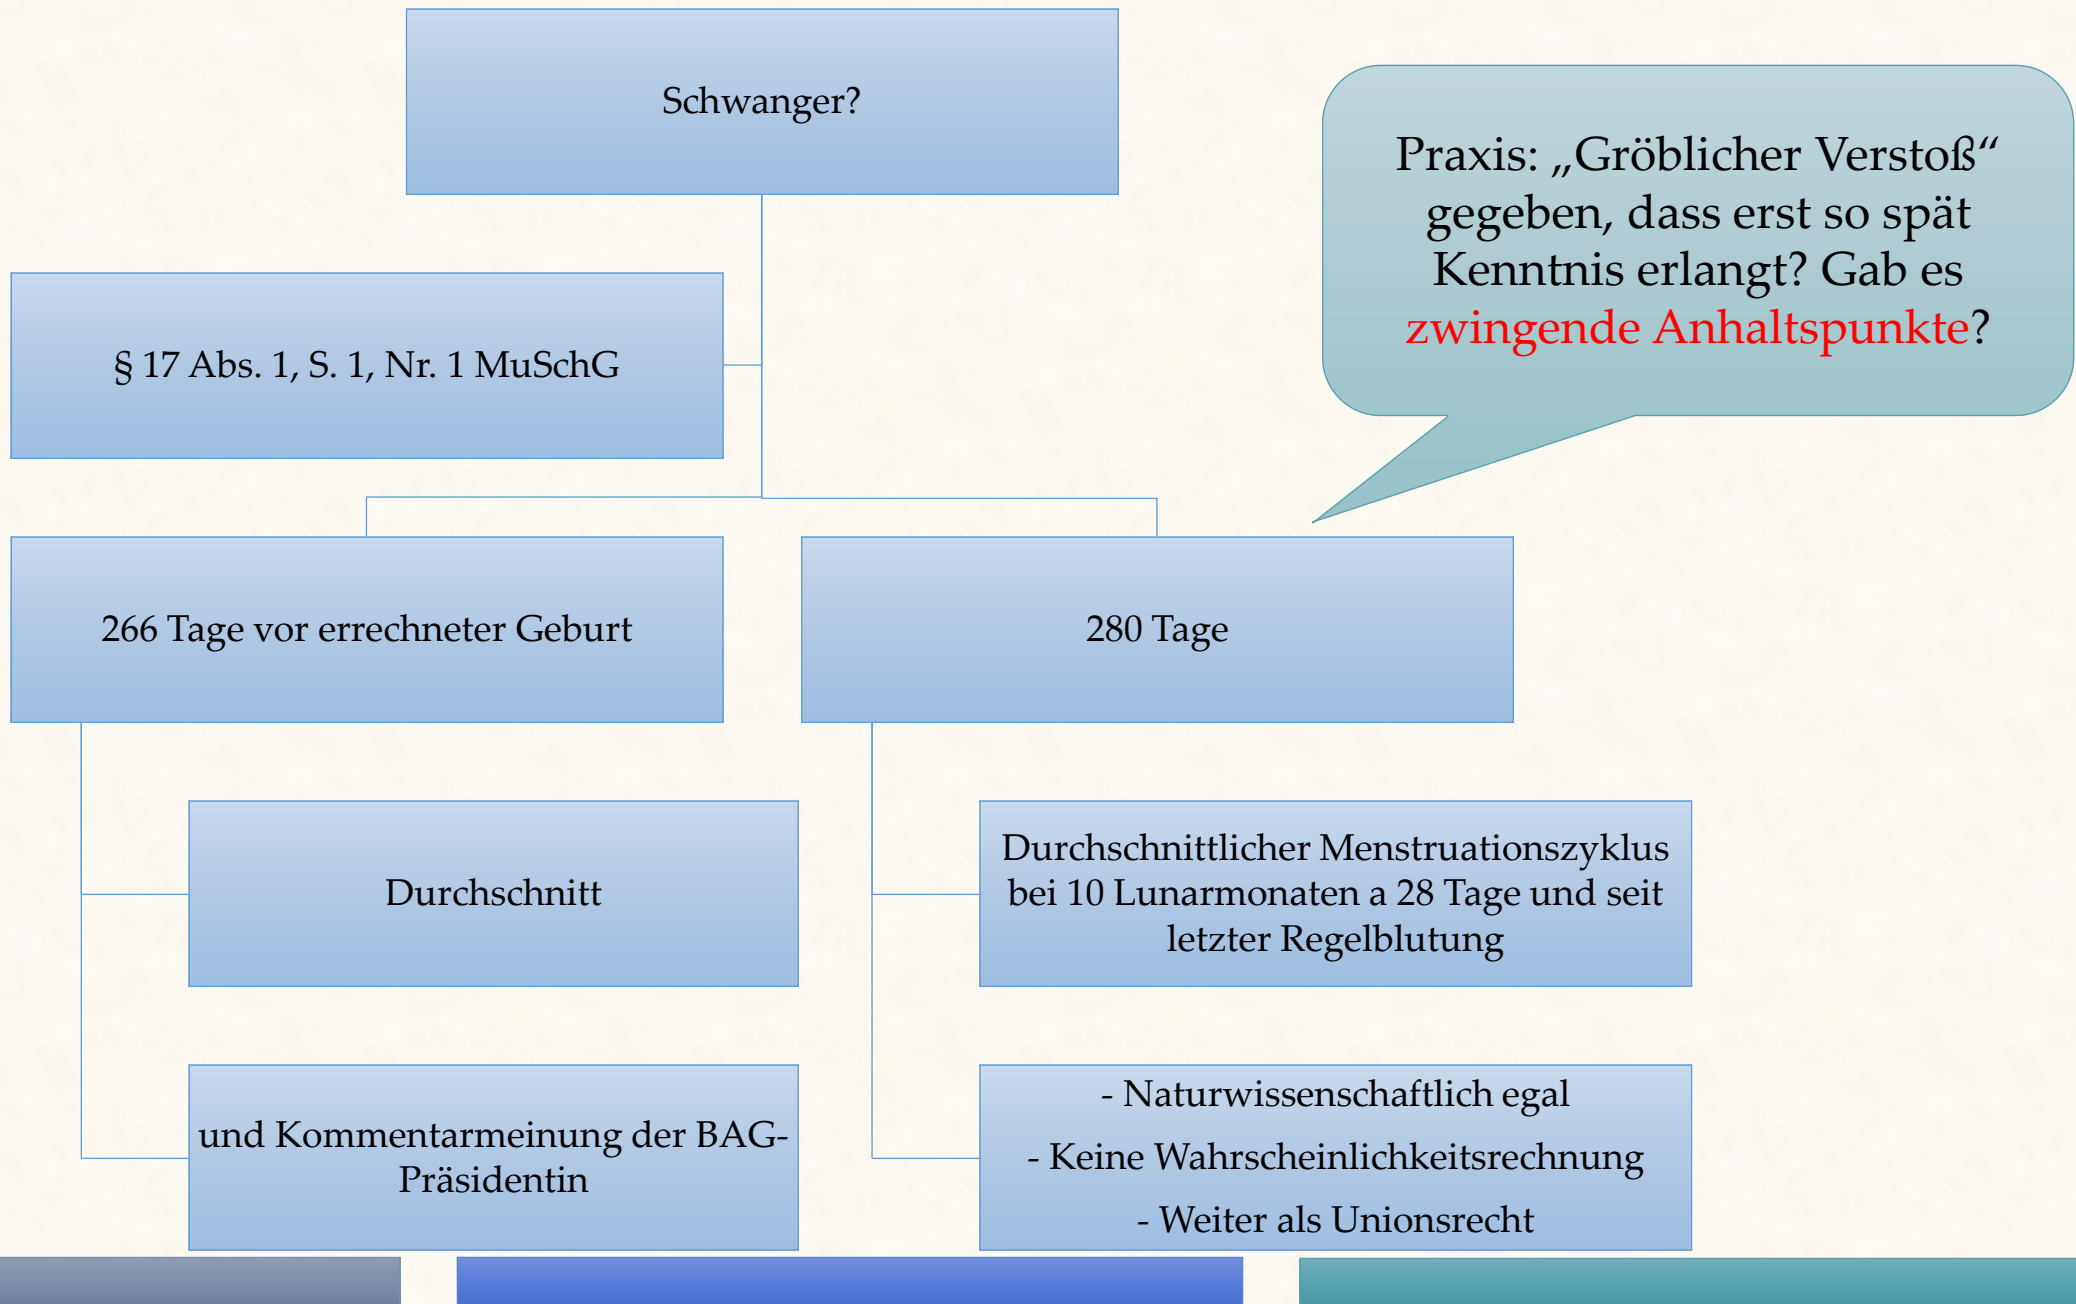 Schwanger?
Praxis: „Gröblicher Verstoß“
gegeben, dass erst so spät
Kenntnis erlangt? Gab es
zwingende Anhaltspunkte?
§ 17 Abs. 1, S. 1, Nr. 1 MuSchG
266 Tage vor errechneter Geburt
280 Tage
Durchschnitt
Durchschnittlicher Menstruationszyklus
bei 10 Lunarmonaten a 28 Tage und seit
letzter Regelblutung
und Kommentarmeinung der BAG-
Präsidentin
- Naturwissenschaftlich egal
- Keine Wahrscheinlichkeitsrechnung
- Weiter als Unionsrecht